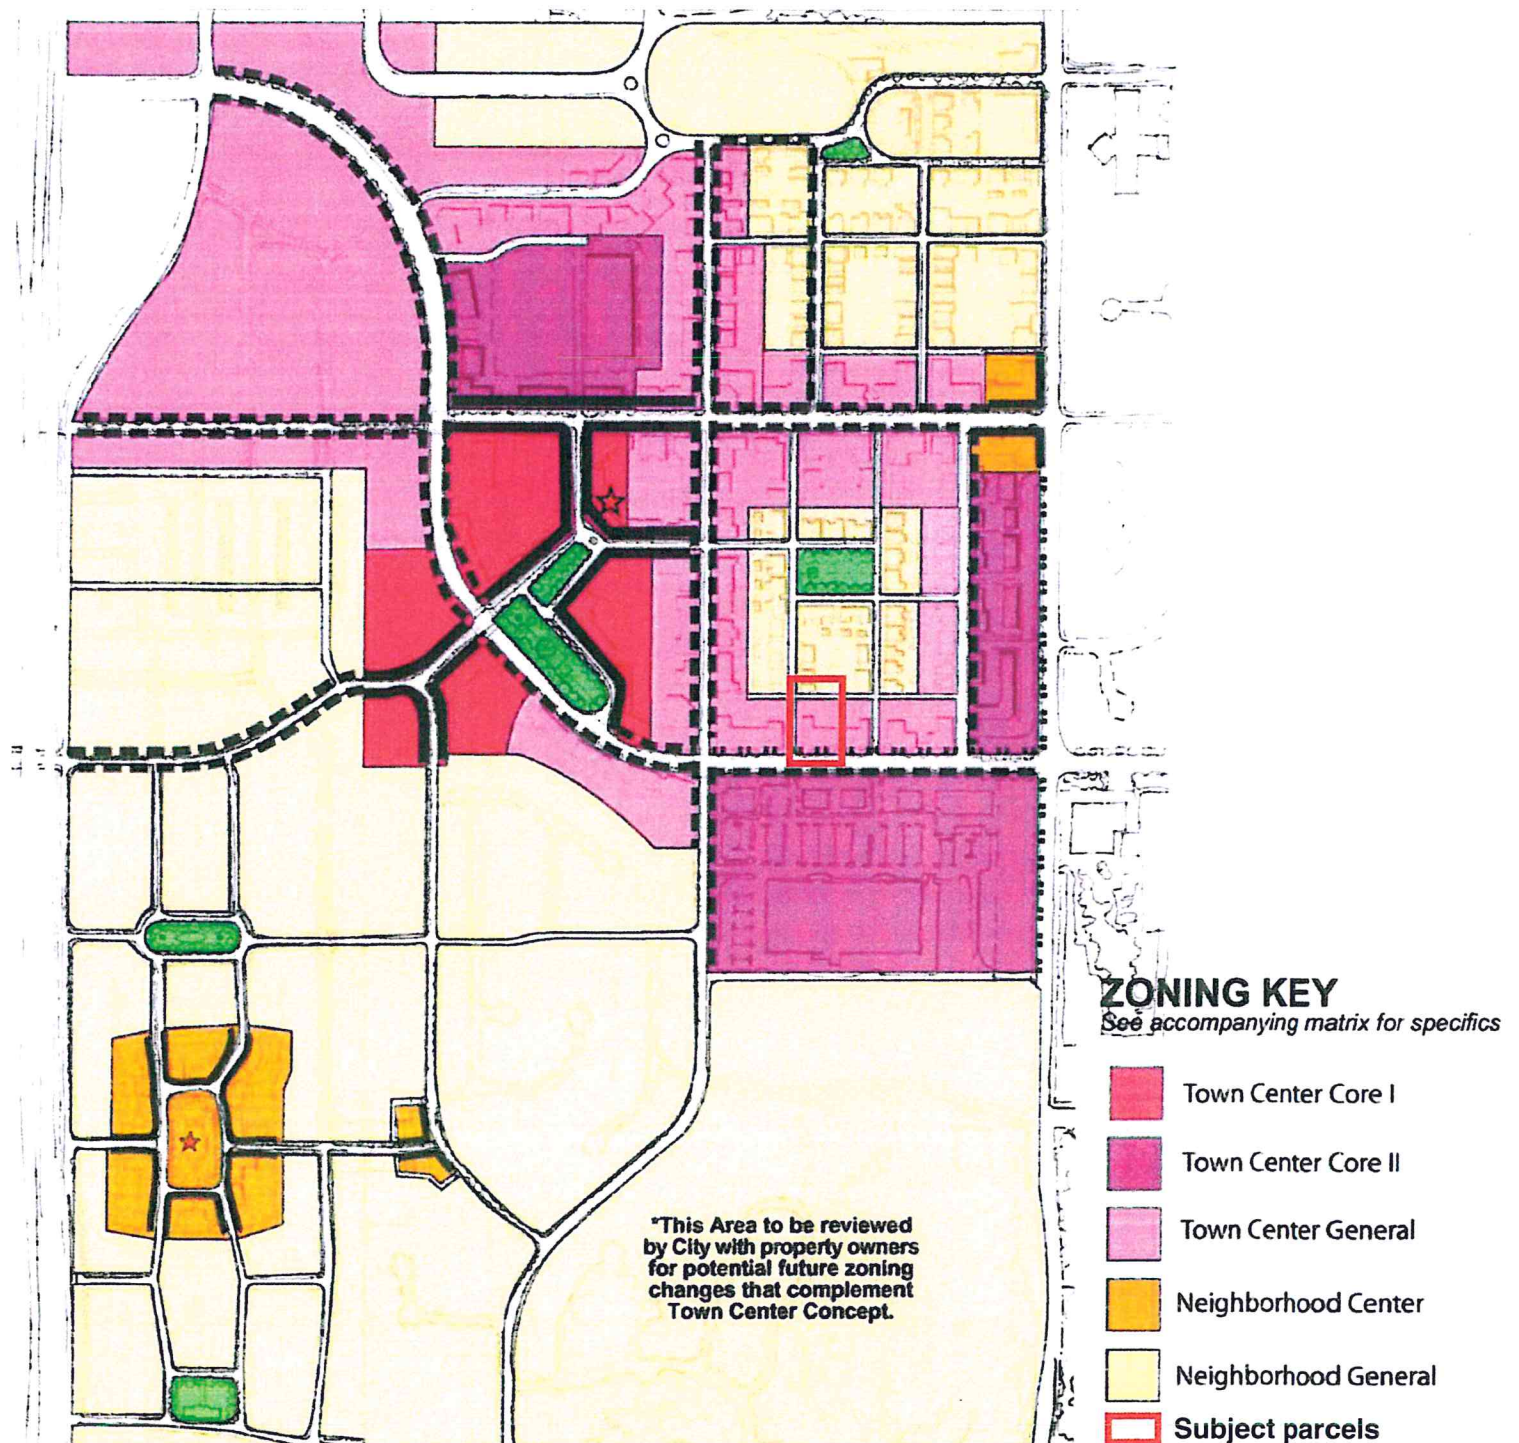 ZONING KEY
See accompanying matrix for specifics
Town Center Core I
Town Center Core II
Town Center General
Neighborhood Center
*This Area to be reviewed
by City with property owners
for potential future zoning
changes that complement
Town Center Concept.
Neighborhood General
Subject parcels